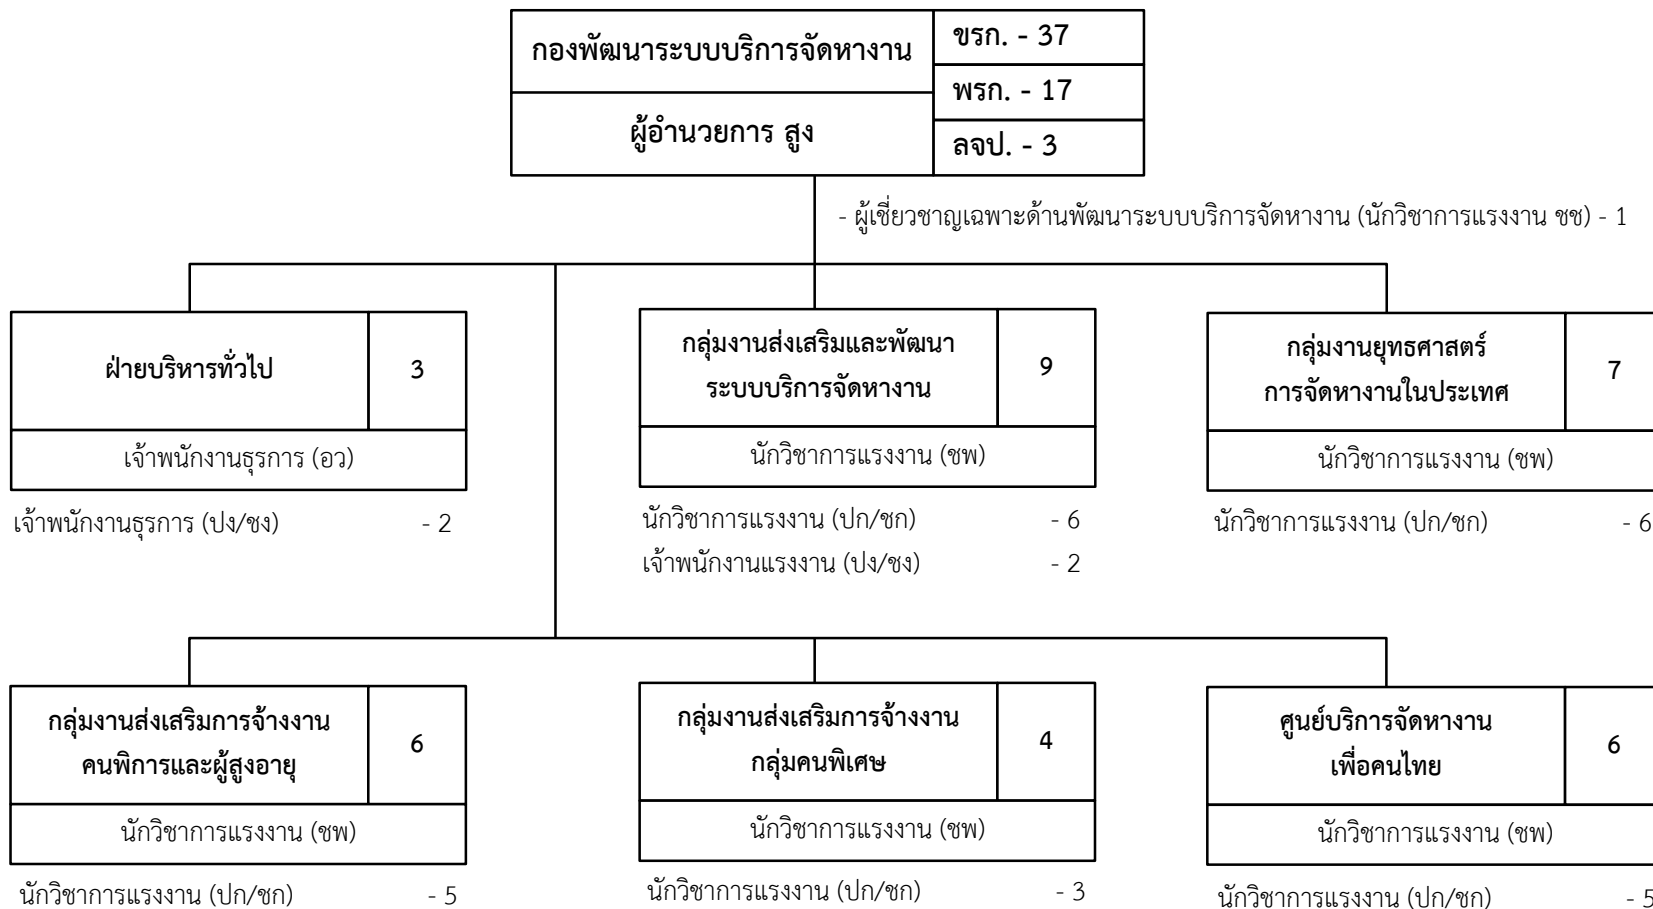 กองพัฒนาระบบบริการจัดหางาน
ผู้อำนวยการ สูง
ขรก. - 37
พรก. - 17
ลจป. - 3
- ผู้เชี่ยวชาญเฉพาะด้านพัฒนาระบบบริการจัดหางาน (นักวิชาการแรงงาน ชช) - 1
ฝ่ายบริหารทั่วไป 3
เจ้าพนักงานธุรการ (อว)
เจ้าพนักงานธุรการ (ปง/ชง) - 2
กลุ่มงานส่งเสริมและพัฒนา
ระบบบริการจัดหางาน
9
นักวิชาการแรงงาน (ชพ)
นักวิชาการแรงงาน (ปก/ชก) - 6
เจ้าพนักงานแรงงาน (ปง/ชง) - 2
กลุ่มงานยุทธศาสตร์
การจัดหางานในประเทศ
7
นักวิชาการแรงงาน (ชพ)
นักวิชาการแรงงาน (ปก/ชก) - 6
กลุ่มงานส่งเสริมการจ้างงาน
คนพิการและผู้สูงอายุ
6
นักวิชาการแรงงาน (ชพ)
นักวิชาการแรงงาน (ปก/ชก) - 5
กลุ่มงานส่งเสริมการจ้างงาน
กลุ่มคนพิเศษ
4
นักวิชาการแรงงาน (ชพ)
นักวิชาการแรงงาน (ปก/ชก) - 3
ศูนย์บริการจัดหางาน
เพื่อคนไทย
6
นักวิชาการแรงงาน (ชพ)
นักวิชาการแรงงาน (ปก/ชก) - 5